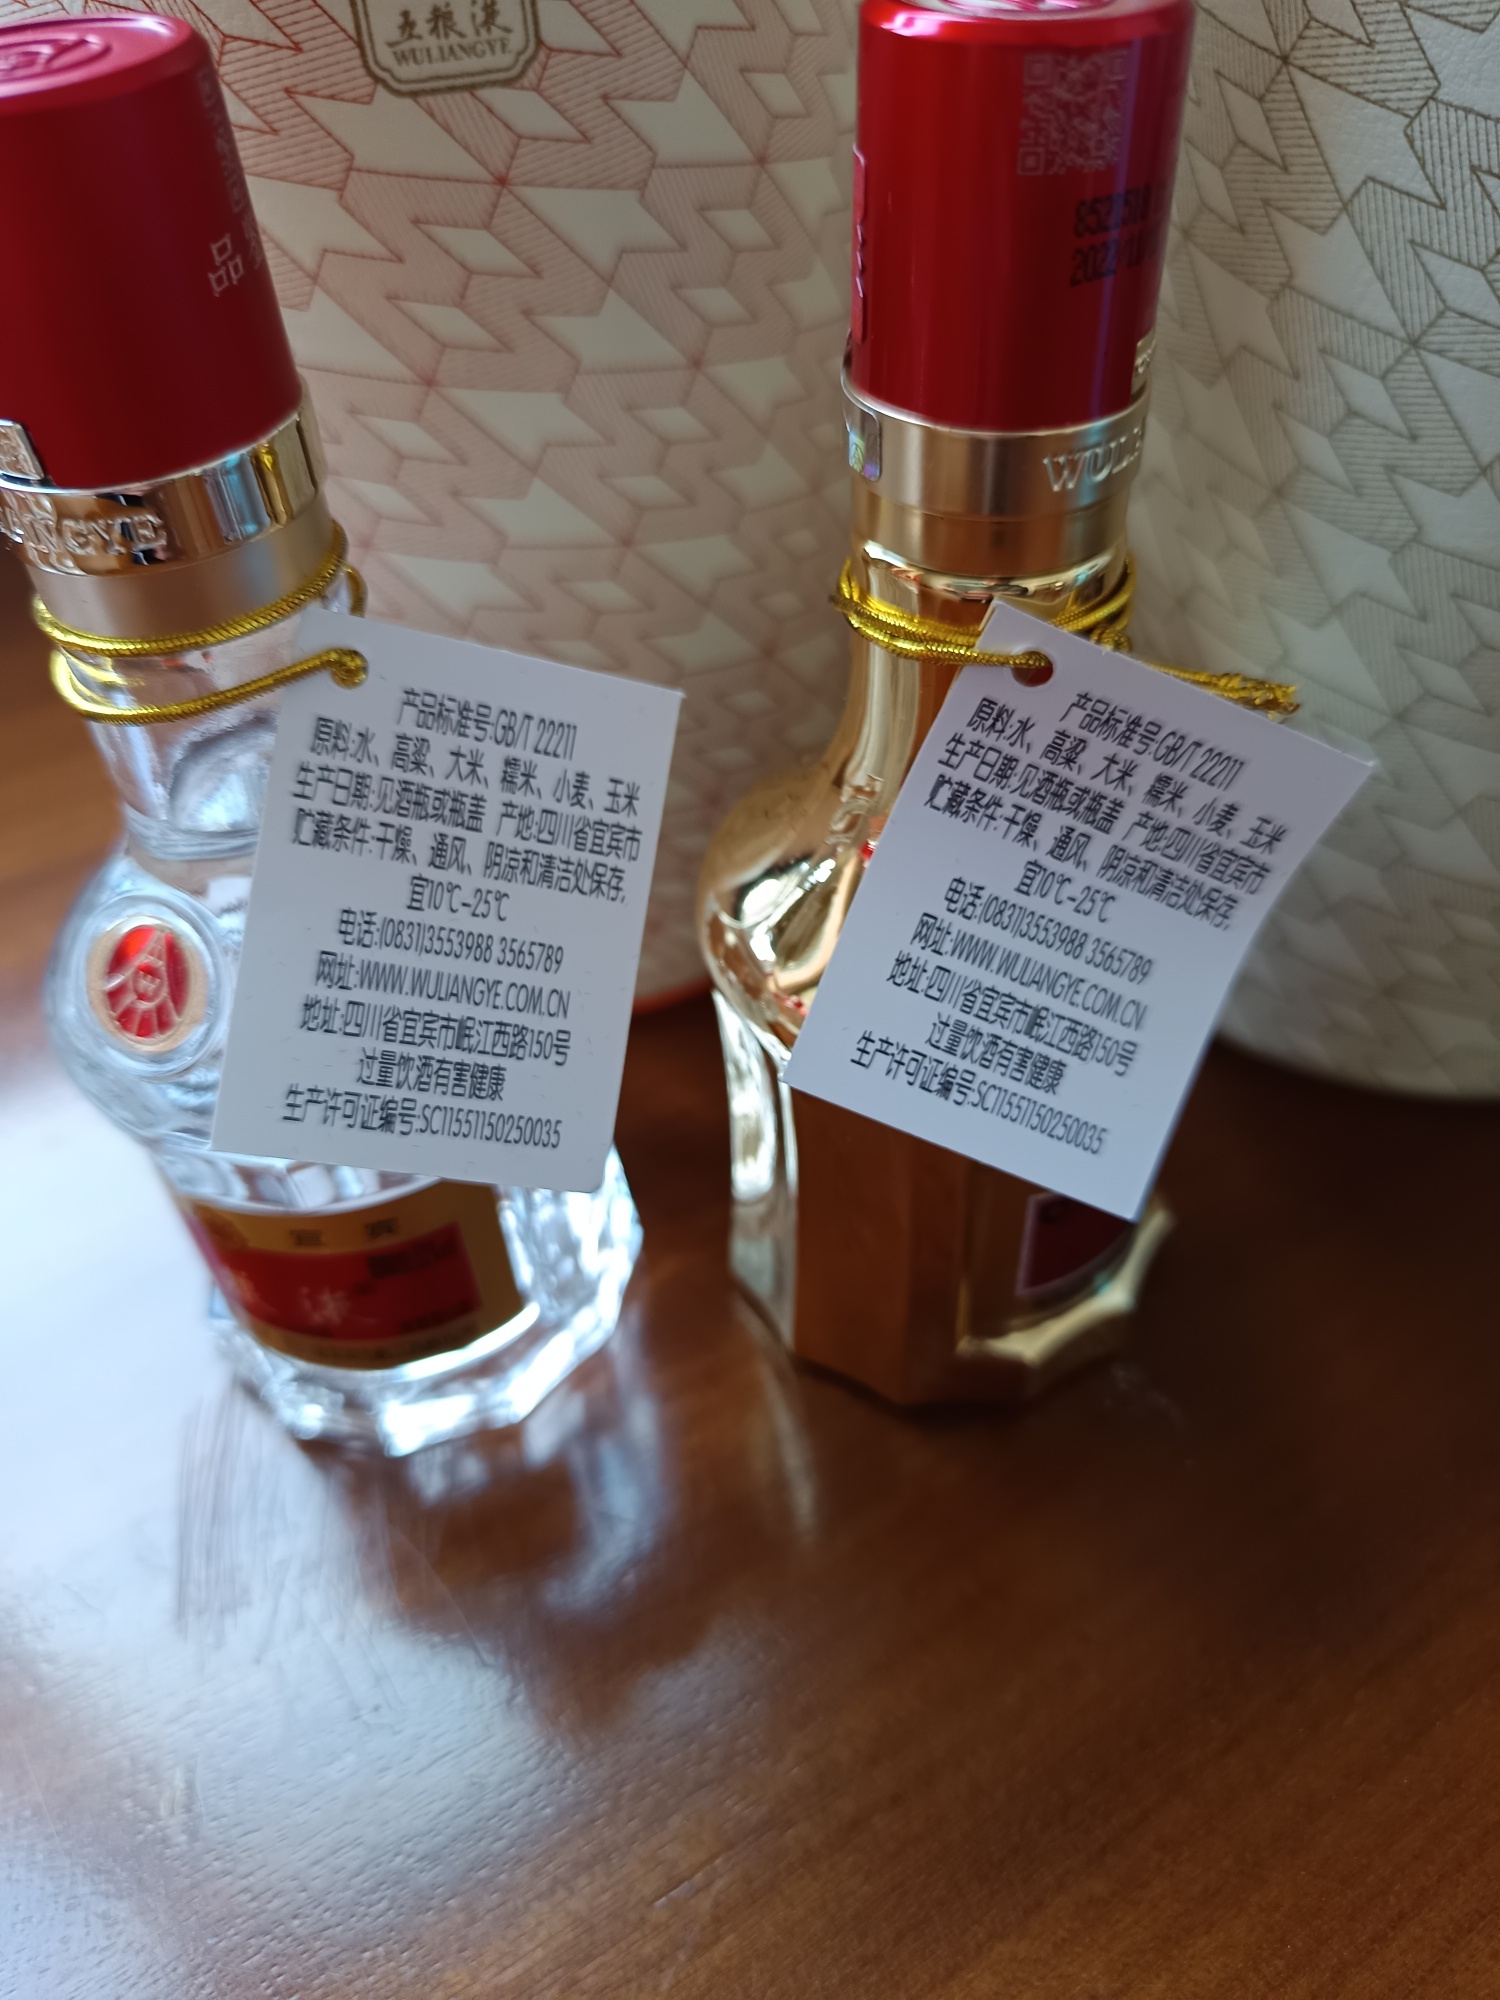 五粮液
WULIANGYE
品
WULI
产品标准号:GB/T 22211
原料:水、高粱、大米、糯米、小麦、玉米
生产日期:见酒瓶或瓶盖 产地:四川省宜宾市
贮藏条件:干燥、通风、阴凉和清洁处保存,
宜10℃-25℃
电话:(0831)3553988 3565789
网址:WWW.WULIANGYE.COM.CN
地址:四川省宜宾市岷江西路150号
过量饮酒有害健康
生产许可证编号:SC11551150250035
宜宾
产品标准号:GB/T 22211
原料:水、高粱、大米、糯米、小麦、玉米
生产日期:见酒瓶或瓶盖 产地:四川省宜宾市
贮藏条件:干燥、通风、阴凉和清洁处保存,
宜10℃-25℃
电话:(0831)3553988 3565789
网址:WWW.WULIANGYE.COM.CN
地址:四川省宜宾市岷江西路150号
过量饮酒有害健康
生产许可证编号:SC11551150250035